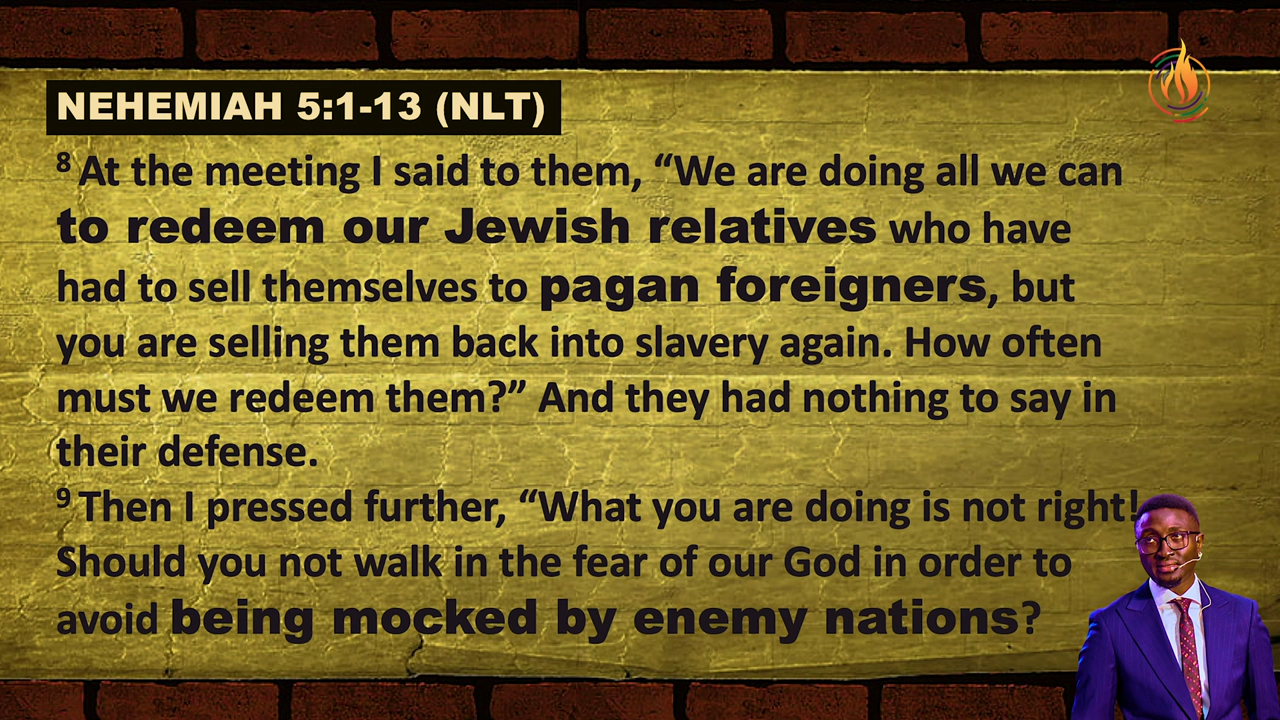 NEHEMIAH 5:1-13 (NLT)
8 At the meeting I said to them, “We are doing all we can
to redeem our Jewish relatives who have
had to sell themselves to pagan foreigners, but
you are selling them back into slavery again. How often
must we redeem them?” And they had nothing to say in
their defense.
9 Then I pressed further, “What you are doing is not right!
Should you not walk in the fear of our God in order to
avoid being mocked by enemy nations?